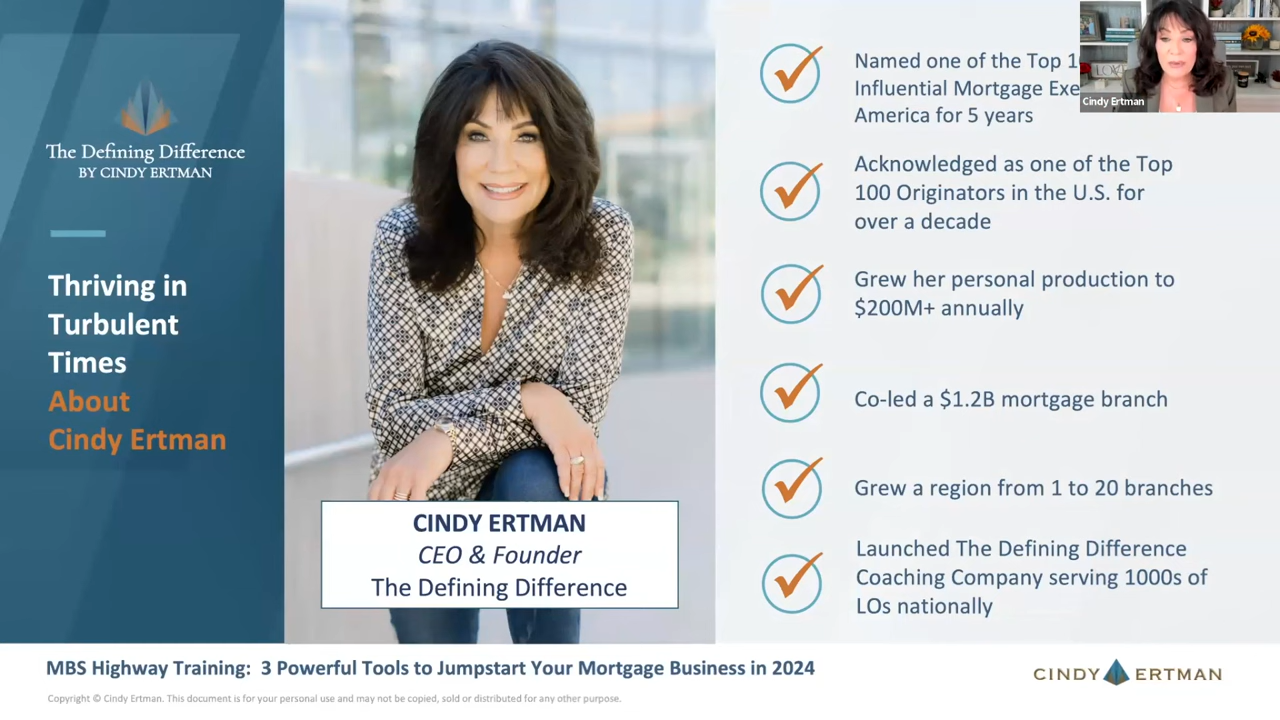 The Defining Difference
BY CINDY ERTMAN
Thriving in
Turbulent
Times
About
Cindy Ertman
CINDY ERTMAN
CEO & Founder
The Defining Difference
Named one of the Top 1
Influential Mortgage Exe
America for 5 years
Acknowledged as one of the Top
100 Originators in the U.S. for
over a decade
Grew her personal production to
$200M+ annually
Co-led a $1.2B mortgage branch
Grew a region from 1 to 20 branches
Launched The Defining Difference
Coaching Company serving 1000s of
LOs nationally
Cindy Ertman
MBS Highway Training: 3 Powerful Tools to Jumpstart Your Mortgage Business in 2024
Copyright © Cindy Ertman. This document is for your personal use and may not be copied, sold or distributed for any other purpose.
CINDY ERTMAN